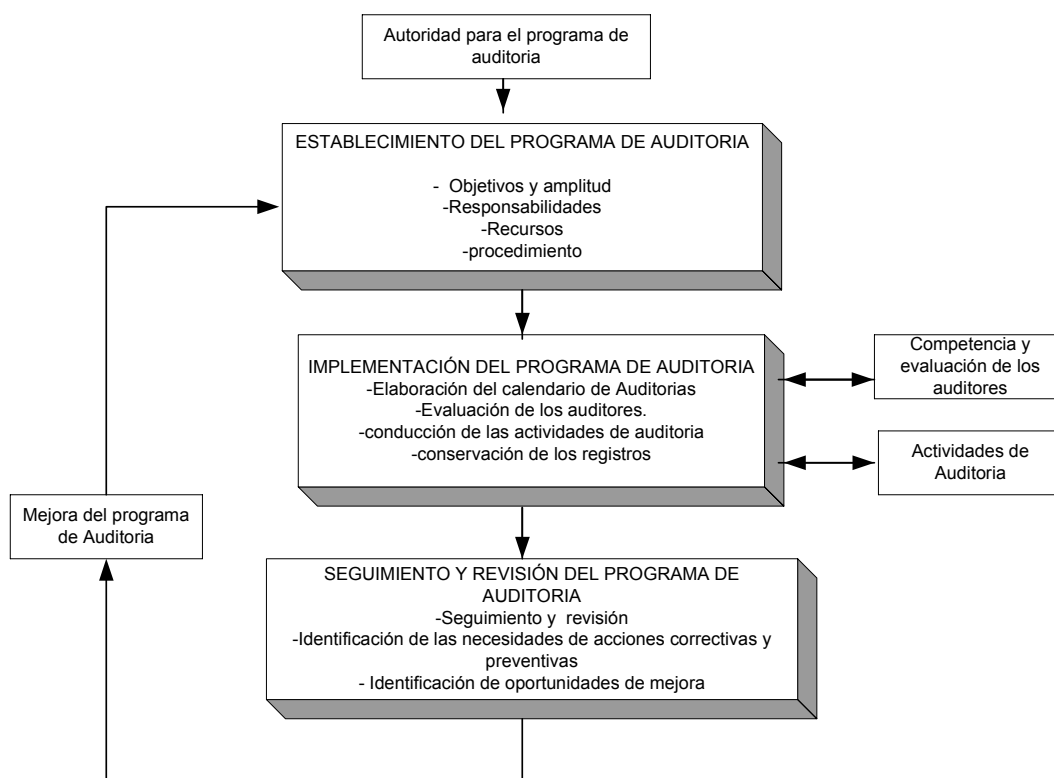 Autoridad para el programa de
auditoria
ESTABLECIMIENTO DEL PROGRAMA DE AUDITORIA
- Objetivos y amplitud
-Responsabilidades
-Recursos
-procedimiento
IMPLEMENTACIÓN DEL PROGRAMA DE AUDITORIA
-Elaboración del calendario de Auditorias
-Evaluación de los auditores.
-conducción de las actividades de auditoria
-conservación de los registros
Competencia y
evaluación de los
auditores
Actividades de
Auditoria
Mejora del programa
de Auditoria
SEGUIMIENTO Y REVISIÓN DEL PROGRAMA DE
AUDITORIA
-Seguimiento y revisión
-Identificación de las necesidades de acciones correctivas y
preventivas
- Identificación de oportunidades de mejora